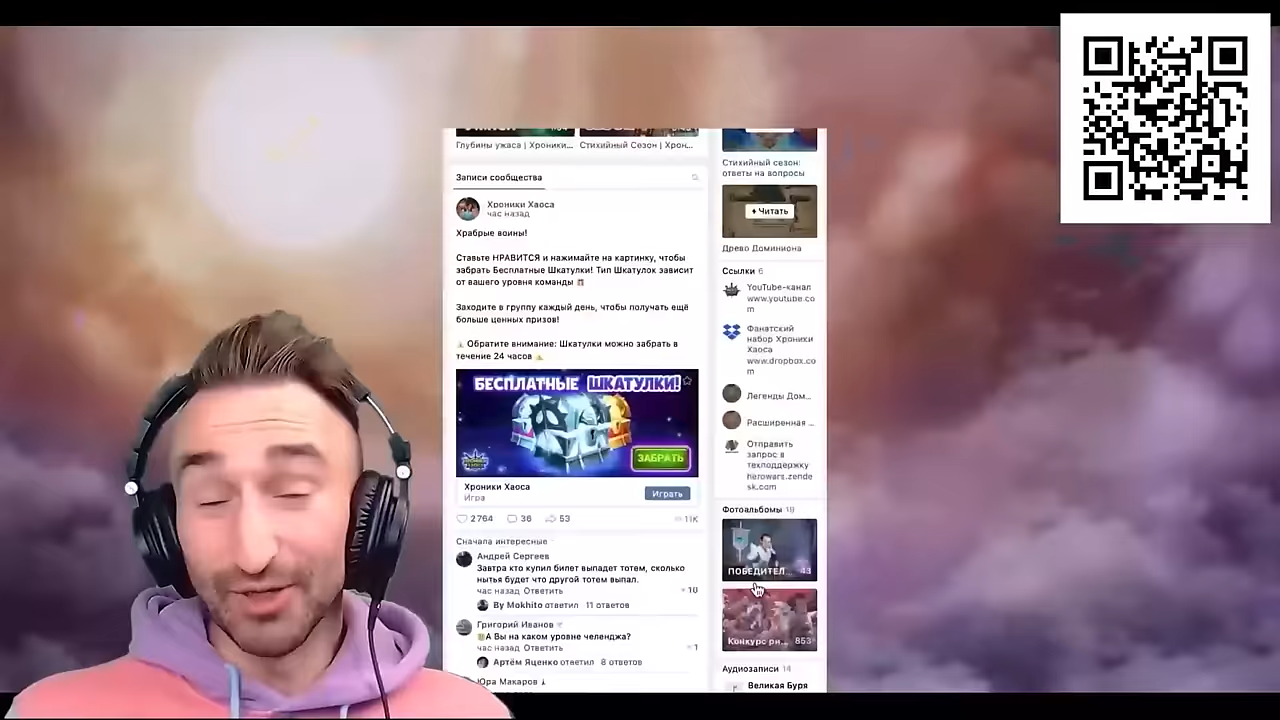 Глубины ужаса | Хроники...
Стихийный Сезон | Хрон...
Записи сообщества
Хроники Хаоса
час назад
Храбрые воины!
Ставьте НРАВИТСЯ и нажимайте на картинку, чтобы
забрать Бесплатные Шкатулки! Тип Шкатулок зависит
от вашего уровня команды
Заходите в группу каждый день, чтобы получать ещё
больше ценных призов!
Обратите внимание: Шкатулки можно забрать в
течение 24 часов
БЕСПЛАТНЫЕ ШКАТУЛКИ!
ЗАБРАТЬ
Хроники Хаоса
Игра
Играть
2764
36
53
11K
Сначала интересные
Андрей Сергеев
Завтра кто купил билет выпадет тотем, сколько
нытья будет что другой тотем выпал.
час назад Ответить
10
By Mokhito ответил 11 ответов
Григорий Иванов
А Вы на каком уровне челенджа?
час назад Ответить
1
Артём Яценко ответил 8 ответов
Юра Макаров
Стихийный сезон:
ответы на вопросы
+ Читать
Древо Доминиона
Ссылки 6
YouTube-канал
www.youtube.co
m
Фанатский
набор Хроники
Хаоса
www.dropbox.co
m
Легенды Дом...
Расширенная ...
Отправить
запрос в
техподдержку
herowars.zende
sk.com
Фотоальбомы 19
ПОБЕДИТЕЛ... 43
Конкурс ри... 853
Аудиозаписи 14
Великая Буря